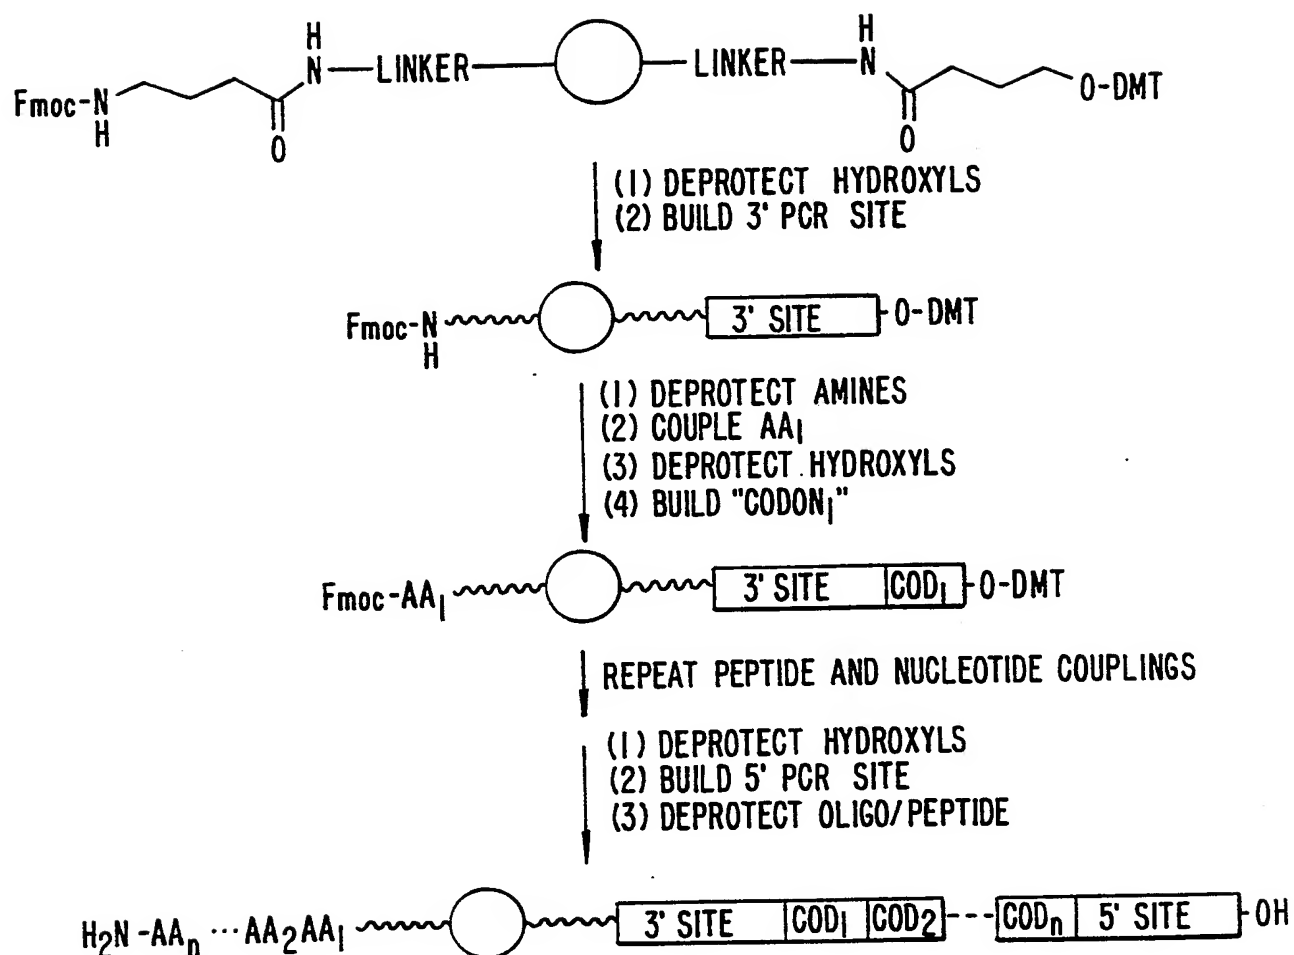 H
N—LINKER
LINKER—N
H
Fmoc-N
H
O
O
O-DMT
(1) DEPROTECT HYDROXYLS
(2) BUILD 3' PCR SITE
Fmoc-N
H
3' SITE
O-DMT
(1) DEPROTECT AMINES
(2) COUPLE AA1
(3) DEPROTECT HYDROXYLS
(4) BUILD "CODON1"
Fmoc-AA1
3' SITE COD1 O-DMT
REPEAT PEPTIDE AND NUCLEOTIDE COUPLINGS
(1) DEPROTECT HYDROXYLS
(2) BUILD 5' PCR SITE
(3) DEPROTECT OLIGO/PEPTIDE
H2N-AAn ··· AA2AA1
3' SITE COD1 COD2 --- CODn 5' SITE OH